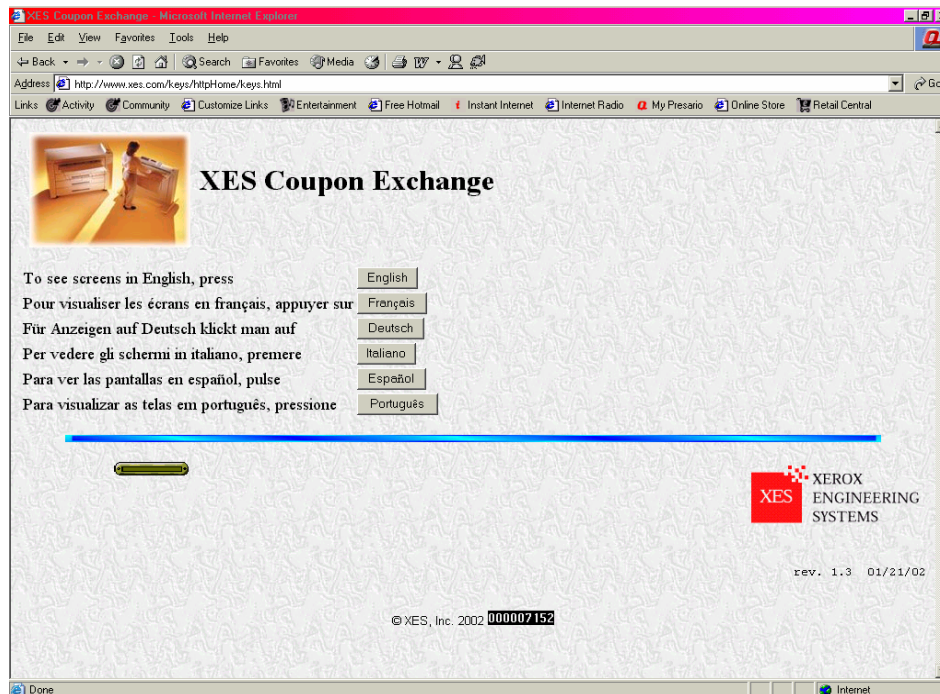 XES Coupon Exchange - Microsoft Internet Explorer
File Edit View Favorites Tools Help
Back Search Favorites Media
Address http://www.xes.com/keys/httpHome/keys.html Go
Links Activity Community Customize Links Entertainment Free Hotmail Instant Internet Internet Radio My Presario Online Store Retail Central
XES Coupon Exchange
To see screens in English, press English
Pour visualiser les écrans en français, appuyer sur Français
Für Anzeigen auf Deutsch klickt man auf Deutsch
Per vedere gli schermi in italiano, premere Italiano
Para ver las pantallas en español, pulse Español
Para visualizar as telas em português, pressione Português
XES XEROX
ENGINEERING
SYSTEMS
rev. 1.3 01/21/02
© XES, Inc. 2002 000007152
Done Internet